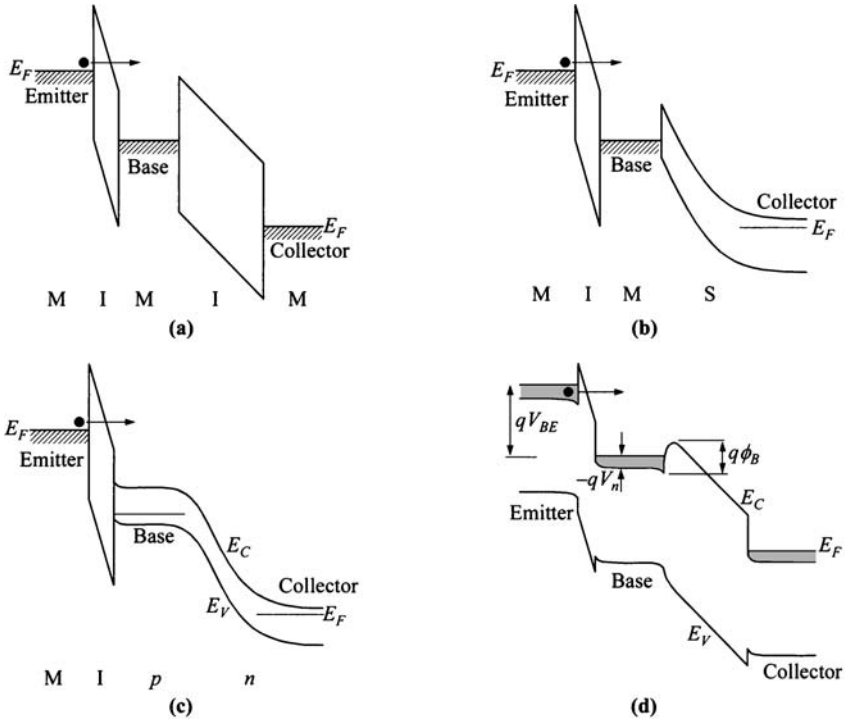 E_F
Emitter
Base
E_F
Collector
M I M I M
(a)
E_F
Emitter
Base
Collector
E_F
M I M S
(b)
E_F
Emitter
Base
E_C
Collector
E_V
E_F
M I p n
(c)
qV_BE
qϕ_B
–qV_n
E_C
Emitter
E_F
Base
E_V
Collector
(d)